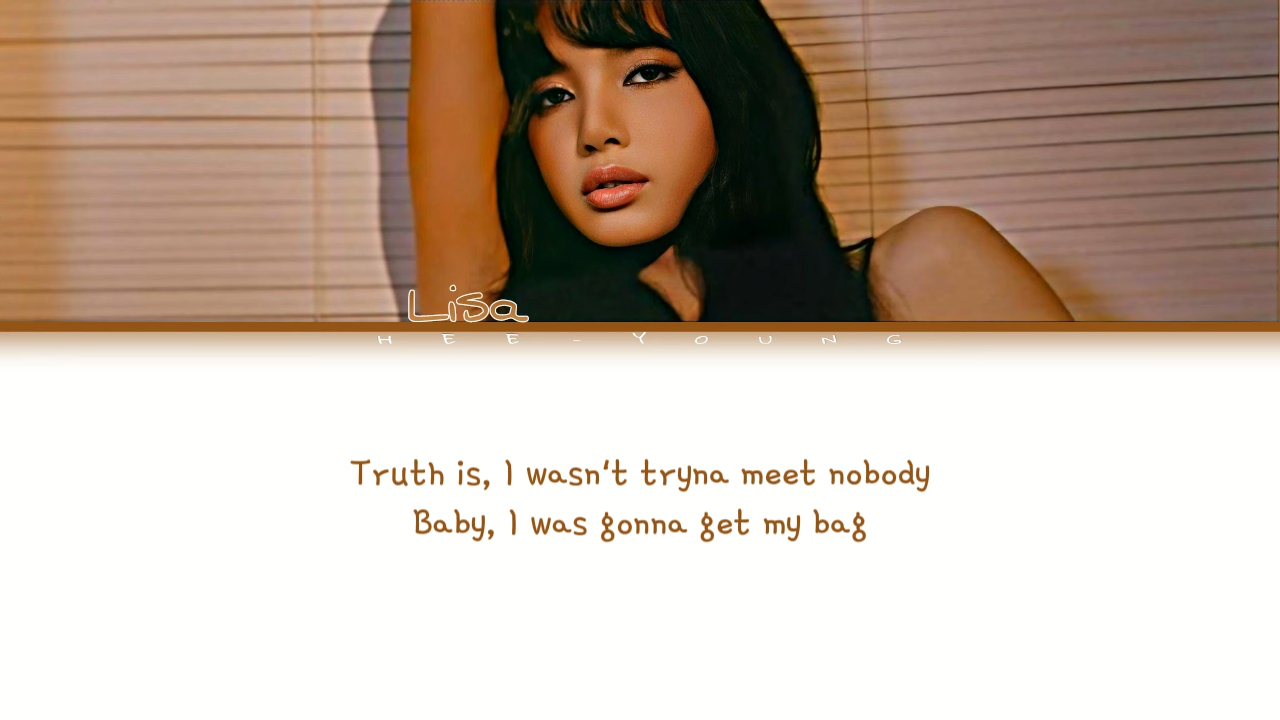 Lisa
HEE-YOUNG
Truth is, I wasn't tryna meet nobody
Baby, I was gonna get my bag